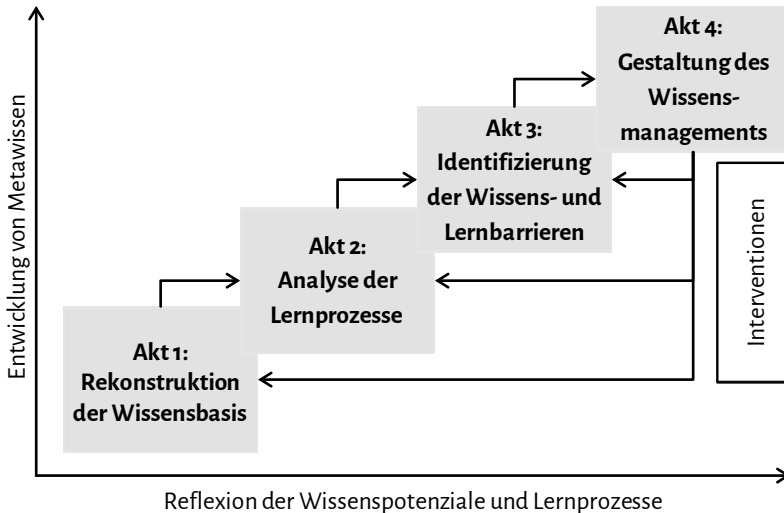 Akt 4:
Gestaltung des
Wissens-
managements
Akt 3:
Identifizierung
der Wissens- und
Lernbarrieren
Akt 2:
Analyse der
Lernprozesse
Akt 1:
Rekonstruktion
der Wissensbasis
Interventionen
Entwicklung von Metawissen
Reflexion der Wissenspotenziale und Lernprozesse